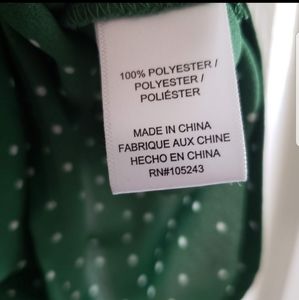 100% POLYESTER /
POLYESTER /
POLIÉSTER
MADE IN CHINA
FABRIQUE AUX CHINE
HECHO EN CHINA
RN#105243